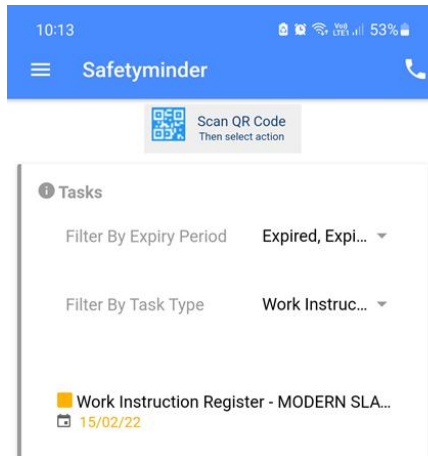 10:13 53%
Safetyminder
Scan QR Code
Then select action
Tasks
Filter By Expiry Period Expired, Expi...
Filter By Task Type Work Instruc...
Work Instruction Register - MODERN SLA...
15/02/22